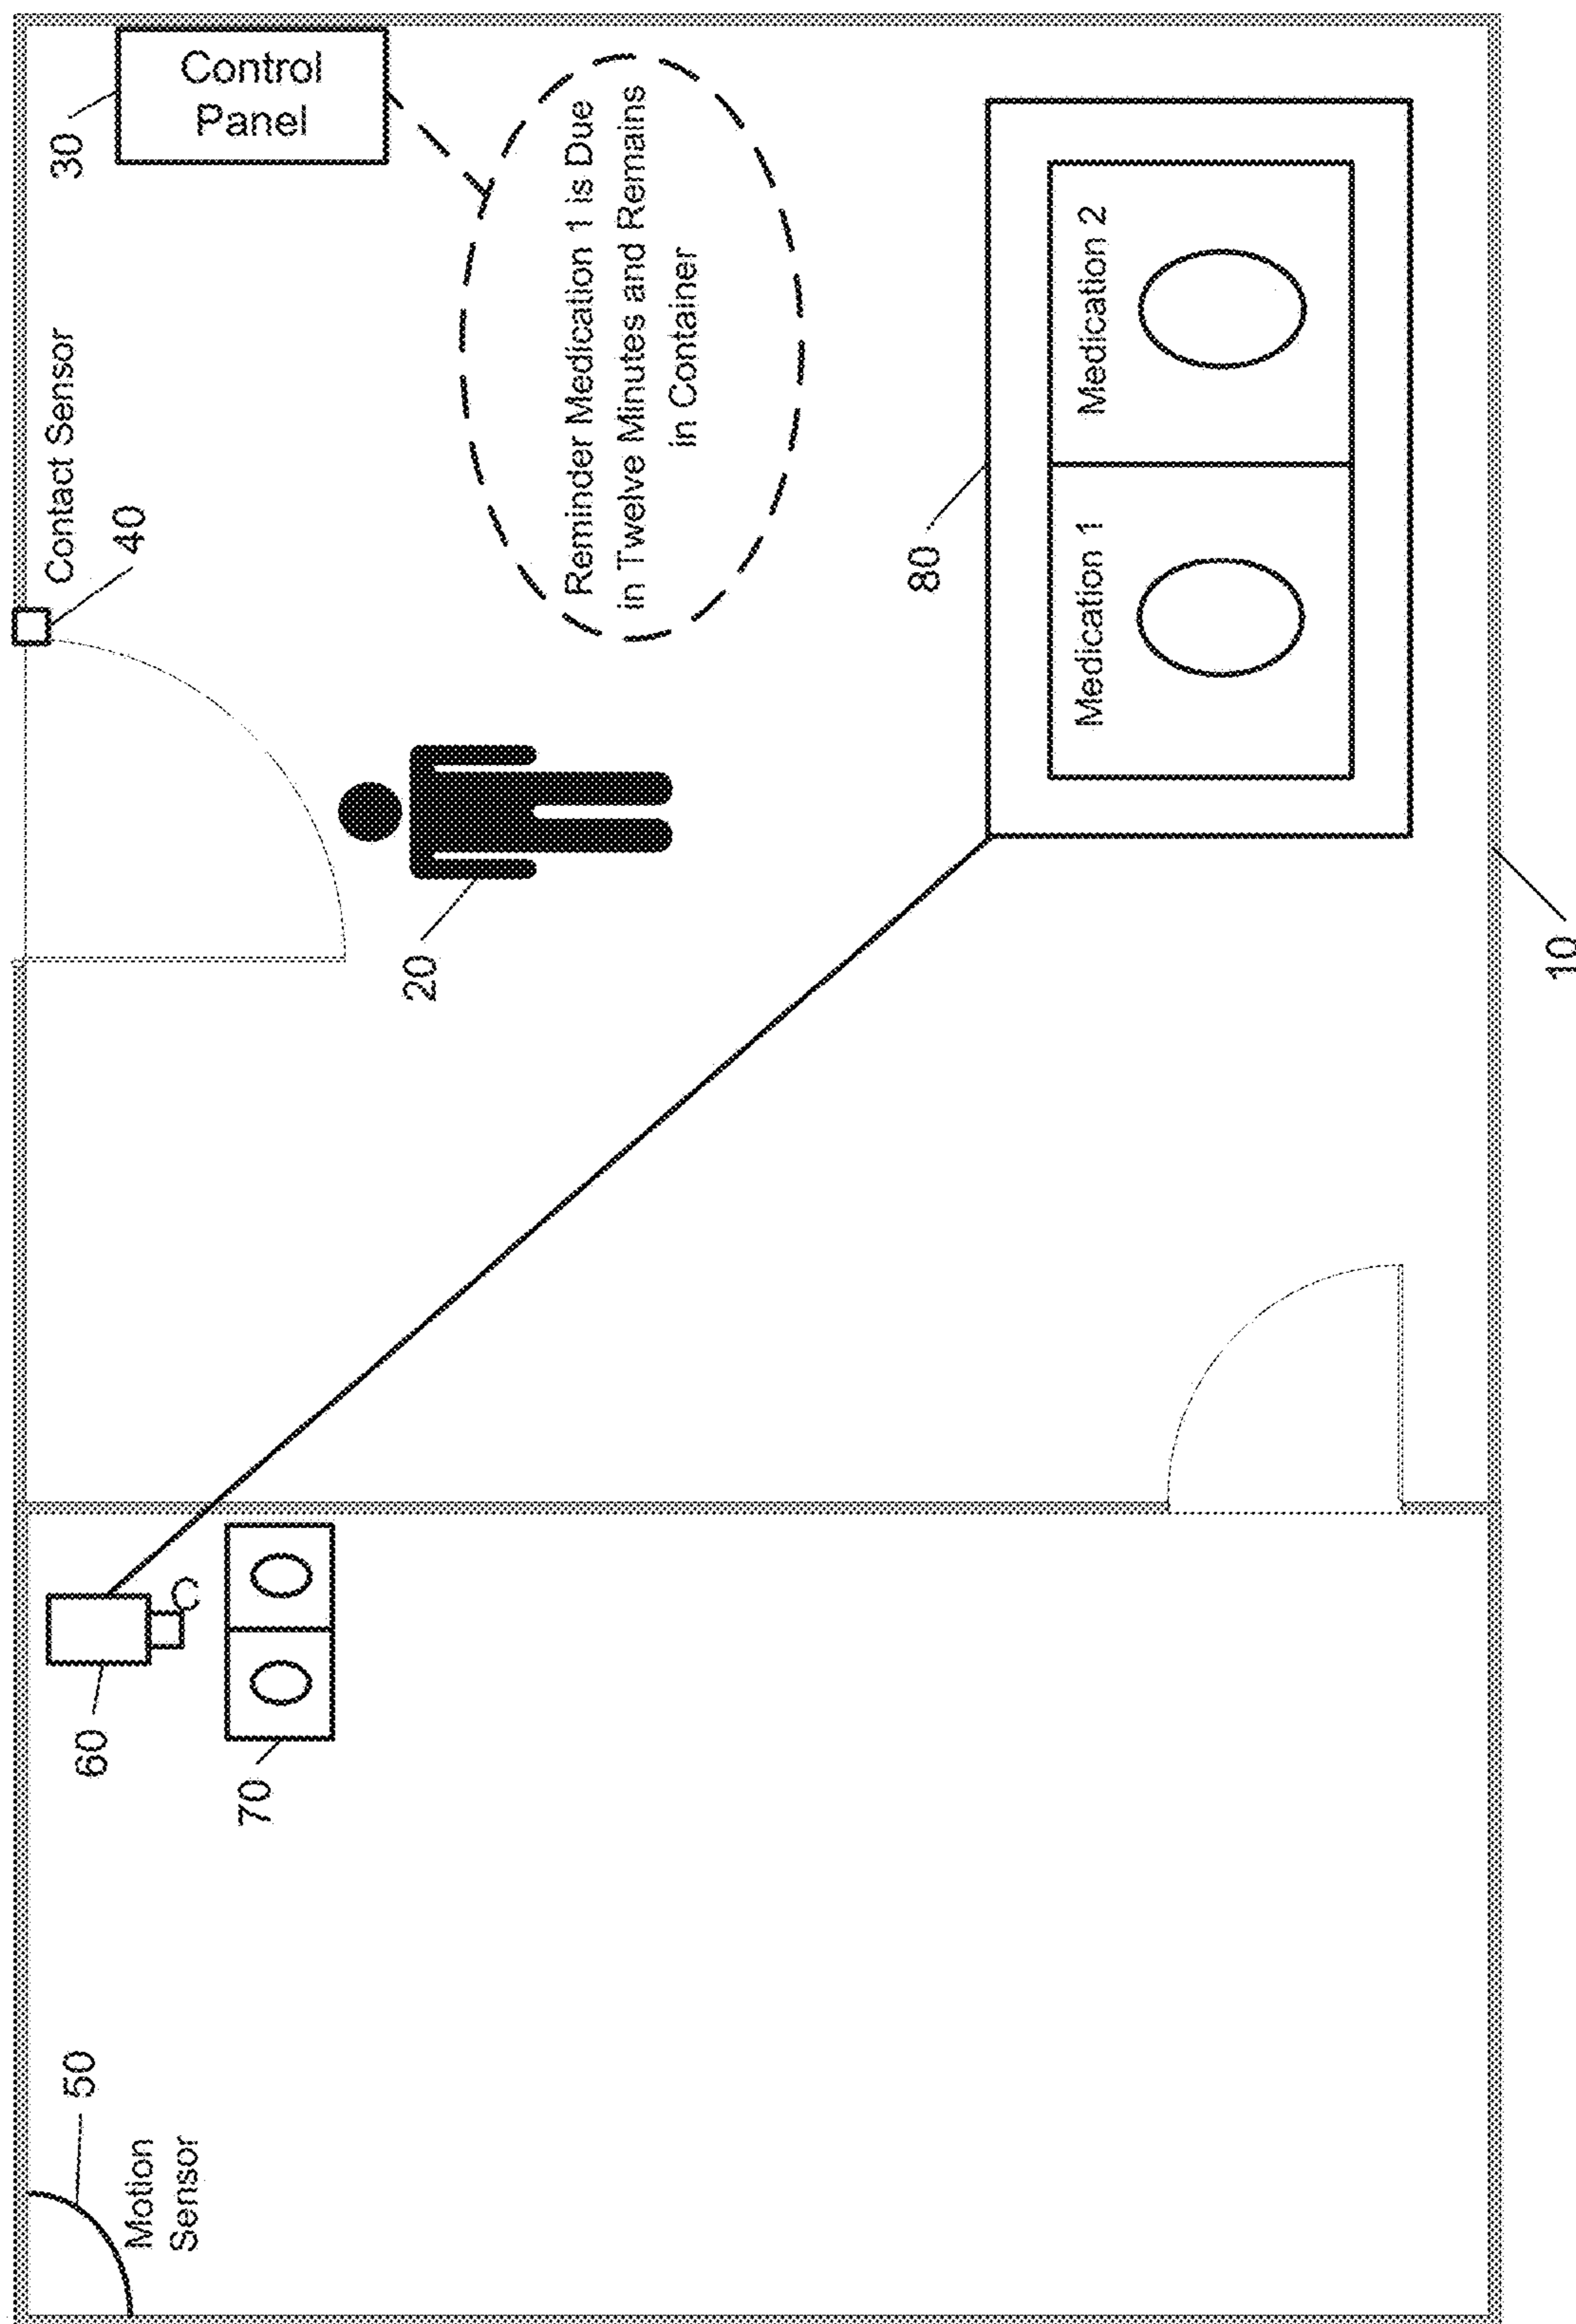 Control
Panel
30
Contact Sensor
40
Reminder Medication 1 is Due
in Twelve Minutes and Remains
in Container
20
80
Medication 1
Medication 2
10
60
C
70
50
Motion
Sensor